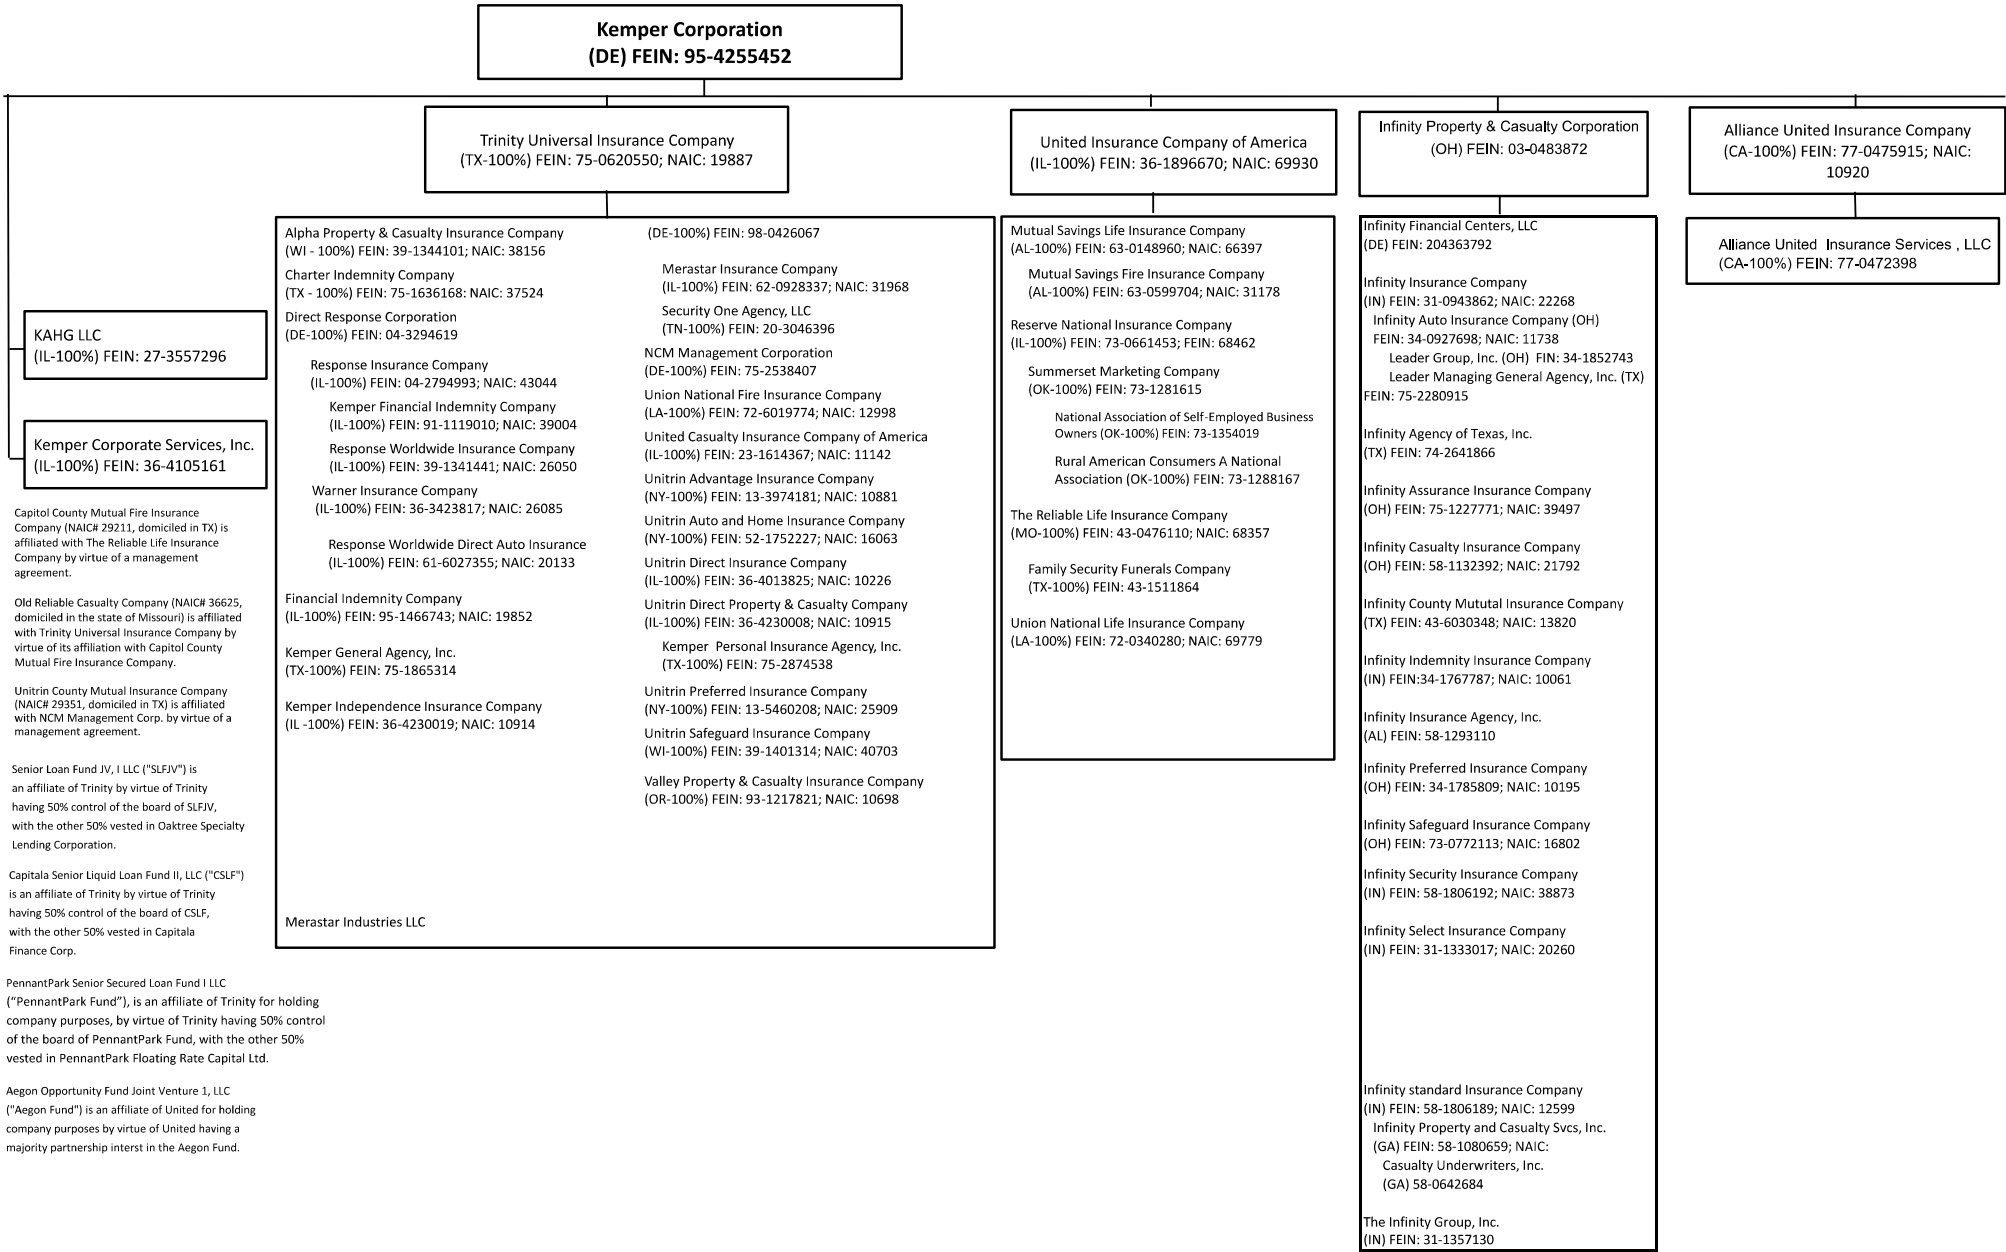 Kemper Corporation
(DE) FEIN: 95-4255452
Trinity Universal Insurance Company
(TX-100%) FEIN: 75-0620550; NAIC: 19887
United Insurance Company of America
(IL-100%) FEIN: 36-1896670; NAIC: 69930
Infinity Property & Casualty Corporation
(OH) FEIN: 03-0483872
Alliance United Insurance Company
(CA-100%) FEIN: 77-0475915; NAIC:
10920
Alliance United Insurance Services , LLC
(CA-100%) FEIN: 77-0472398
KAHG LLC
(IL-100%) FEIN: 27-3557296
Kemper Corporate Services, Inc.
(IL-100%) FEIN: 36-4105161
Capitol County Mutual Fire Insurance
Company (NAIC# 29211, domiciled in TX) is
affiliated with The Reliable Life Insurance
Company by virtue of a management
agreement.
Old Reliable Casualty Company (NAIC# 36625,
domiciled in the state of Missouri) is affiliated
with Trinity Universal Insurance Company by
virtue of its affiliation with Capitol County
Mutual Fire Insurance Company.
Unitrin County Mutual Insurance Company
(NAIC# 29351, domiciled in TX) is affiliated
with NCM Management Corp. by virtue of a
management agreement.
Senior Loan Fund JV, I LLC ("SLFJV") is
an affiliate of Trinity by virtue of Trinity
having 50% control of the board of SLFJV,
with the other 50% vested in Oaktree Specialty
Lending Corporation.
Capitala Senior Liquid Loan Fund II, LLC ("CSLF")
is an affiliate of Trinity by virtue of Trinity
having 50% control of the board of CSLF,
with the other 50% vested in Capitala
Finance Corp.
PennantPark Senior Secured Loan Fund I LLC
(“PennantPark Fund”), is an affiliate of Trinity for holding
company purposes, by virtue of Trinity having 50% control
of the board of PennantPark Fund, with the other 50%
vested in PennantPark Floating Rate Capital Ltd.
Aegon Opportunity Fund Joint Venture 1, LLC
("Aegon Fund") is an affiliate of United for holding
company purposes by virtue of United having a
majority partnership interst in the Aegon Fund.
Alpha Property & Casualty Insurance Company
(WI - 100%) FEIN: 39-1344101; NAIC: 38156
Charter Indemnity Company
(TX - 100%) FEIN: 75-1636168: NAIC: 37524
Direct Response Corporation
(DE-100%) FEIN: 04-3294619
Response Insurance Company
(IL-100%) FEIN: 04-2794993; NAIC: 43044
Kemper Financial Indemnity Company
(IL-100%) FEIN: 91-1119010; NAIC: 39004
Response Worldwide Insurance Company
(IL-100%) FEIN: 39-1341441; NAIC: 26050
Warner Insurance Company
(IL-100%) FEIN: 36-3423817; NAIC: 26085
Response Worldwide Direct Auto Insurance
(IL-100%) FEIN: 61-6027355; NAIC: 20133
Financial Indemnity Company
(IL-100%) FEIN: 95-1466743; NAIC: 19852
Kemper General Agency, Inc.
(TX-100%) FEIN: 75-1865314
Kemper Independence Insurance Company
(IL -100%) FEIN: 36-4230019; NAIC: 10914
Merastar Industries LLC
(DE-100%) FEIN: 98-0426067
Merastar Insurance Company
(IL-100%) FEIN: 62-0928337; NAIC: 31968
Security One Agency, LLC
(TN-100%) FEIN: 20-3046396
NCM Management Corporation
(DE-100%) FEIN: 75-2538407
Union National Fire Insurance Company
(LA-100%) FEIN: 72-6019774; NAIC: 12998
United Casualty Insurance Company of America
(IL-100%) FEIN: 23-1614367; NAIC: 11142
Unitrin Advantage Insurance Company
(NY-100%) FEIN: 13-3974181; NAIC: 10881
Unitrin Auto and Home Insurance Company
(NY-100%) FEIN: 52-1752227; NAIC: 16063
Unitrin Direct Insurance Company
(IL-100%) FEIN: 36-4013825; NAIC: 10226
Unitrin Direct Property & Casualty Company
(IL-100%) FEIN: 36-4230008; NAIC: 10915
Kemper Personal Insurance Agency, Inc.
(TX-100%) FEIN: 75-2874538
Unitrin Preferred Insurance Company
(NY-100%) FEIN: 13-5460208; NAIC: 25909
Unitrin Safeguard Insurance Company
(WI-100%) FEIN: 39-1401314; NAIC: 40703
Valley Property & Casualty Insurance Company
(OR-100%) FEIN: 93-1217821; NAIC: 10698
Mutual Savings Life Insurance Company
(AL-100%) FEIN: 63-0148960; NAIC: 66397
Mutual Savings Fire Insurance Company
(AL-100%) FEIN: 63-0599704; NAIC: 31178
Reserve National Insurance Company
(IL-100%) FEIN: 73-0661453; FEIN: 68462
Summerset Marketing Company
(OK-100%) FEIN: 73-1281615
National Association of Self-Employed Business
Owners (OK-100%) FEIN: 73-1354019
Rural American Consumers A National
Association (OK-100%) FEIN: 73-1288167
The Reliable Life Insurance Company
(MO-100%) FEIN: 43-0476110; NAIC: 68357
Family Security Funerals Company
(TX-100%) FEIN: 43-1511864
Union National Life Insurance Company
(LA-100%) FEIN: 72-0340280; NAIC: 69779
Infinity Financial Centers, LLC
(DE) FEIN: 204363792
Infinity Insurance Company
(IN) FEIN: 31-0943862; NAIC: 22268
Infinity Auto Insurance Company (OH)
FEIN: 34-0927698; NAIC: 11738
Leader Group, Inc. (OH) FIN: 34-1852743
Leader Managing General Agency, Inc. (TX)
FEIN: 75-2280915
Infinity Agency of Texas, Inc.
(TX) FEIN: 74-2641866
Infinity Assurance Insurance Company
(OH) FEIN: 75-1227771; NAIC: 39497
Infinity Casualty Insurance Company
(OH) FEIN: 58-1132392; NAIC: 21792
Infinity County Mututal Insurance Company
(TX) FEIN: 43-6030348; NAIC: 13820
Infinity Indemnity Insurance Company
(IN) FEIN:34-1767787; NAIC: 10061
Infinity Insurance Agency, Inc.
(AL) FEIN: 58-1293110
Infinity Preferred Insurance Company
(OH) FEIN: 34-1785809; NAIC: 10195
Infinity Safeguard Insurance Company
(OH) FEIN: 73-0772113; NAIC: 16802
Infinity Security Insurance Company
(IN) FEIN: 58-1806192; NAIC: 38873
Infinity Select Insurance Company
(IN) FEIN: 31-1333017; NAIC: 20260
Infinity standard Insurance Company
(IN) FEIN: 58-1806189; NAIC: 12599
Infinity Property and Casualty Svcs, Inc.
(GA) FEIN: 58-1080659; NAIC:
Casualty Underwriters, Inc.
(GA) 58-0642684
The Infinity Group, Inc.
(IN) FEIN: 31-1357130